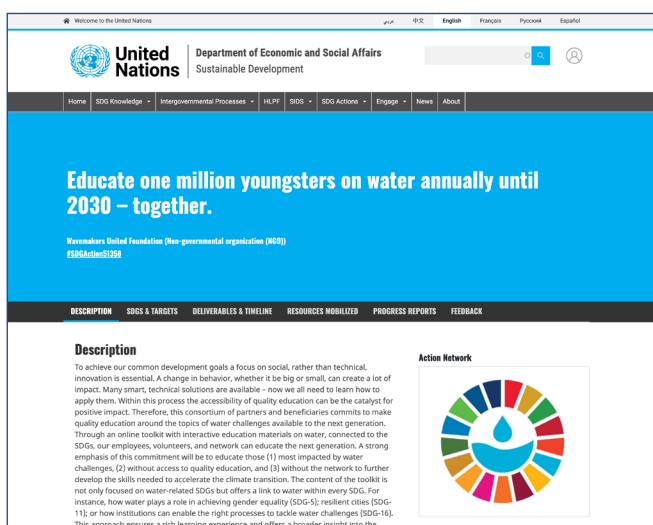 Welcome to the United Nations
عربي 中文 English Français Русский Español
United Nations
Department of Economic and Social Affairs
Sustainable Development
Home SDG Knowledge Intergovernmental Processes HLPF SIDS SDG Actions Engage News About
Educate one million youngsters on water annually until
2030 – together.
Wavemakers United Foundation (Non-governmental organization (NGO))
#SDGAction51358
DESCRIPTION SDGS & TARGETS DELIVERABLES & TIMELINE RESOURCES MOBILIZED PROGRESS REPORTS FEEDBACK
Description
To achieve our common development goals a focus on social, rather than technical,
innovation is essential. A change in behavior, whether it be big or small, can create a lot of
impact. Many smart, technical solutions are available – now we all need to learn how to
apply them. Within this process the accessibility of quality education can be the catalyst for
positive impact. Therefore, this consortium of partners and beneficiaries commits to make
quality education around the topics of water challenges available to the next generation.
Through an online toolkit with interactive education materials on water, connected to the
SDGs, our employees, volunteers, and network can educate the next generation. A strong
emphasis of this commitment will be to educate those (1) most impacted by water
challenges, (2) without access to quality education, and (3) without the network to further
develop the skills needed to accelerate the climate transition. The content of the toolkit is
not only focused on water-related SDGs but offers a link to water within every SDG. For
instance, how water plays a role in achieving gender equality (SDG-5); resilient cities (SDG-
11); or how institutions can enable the right processes to tackle water challenges (SDG-16).
This approach ensures a rich learning experience and offers a broader insight into the
Action Network